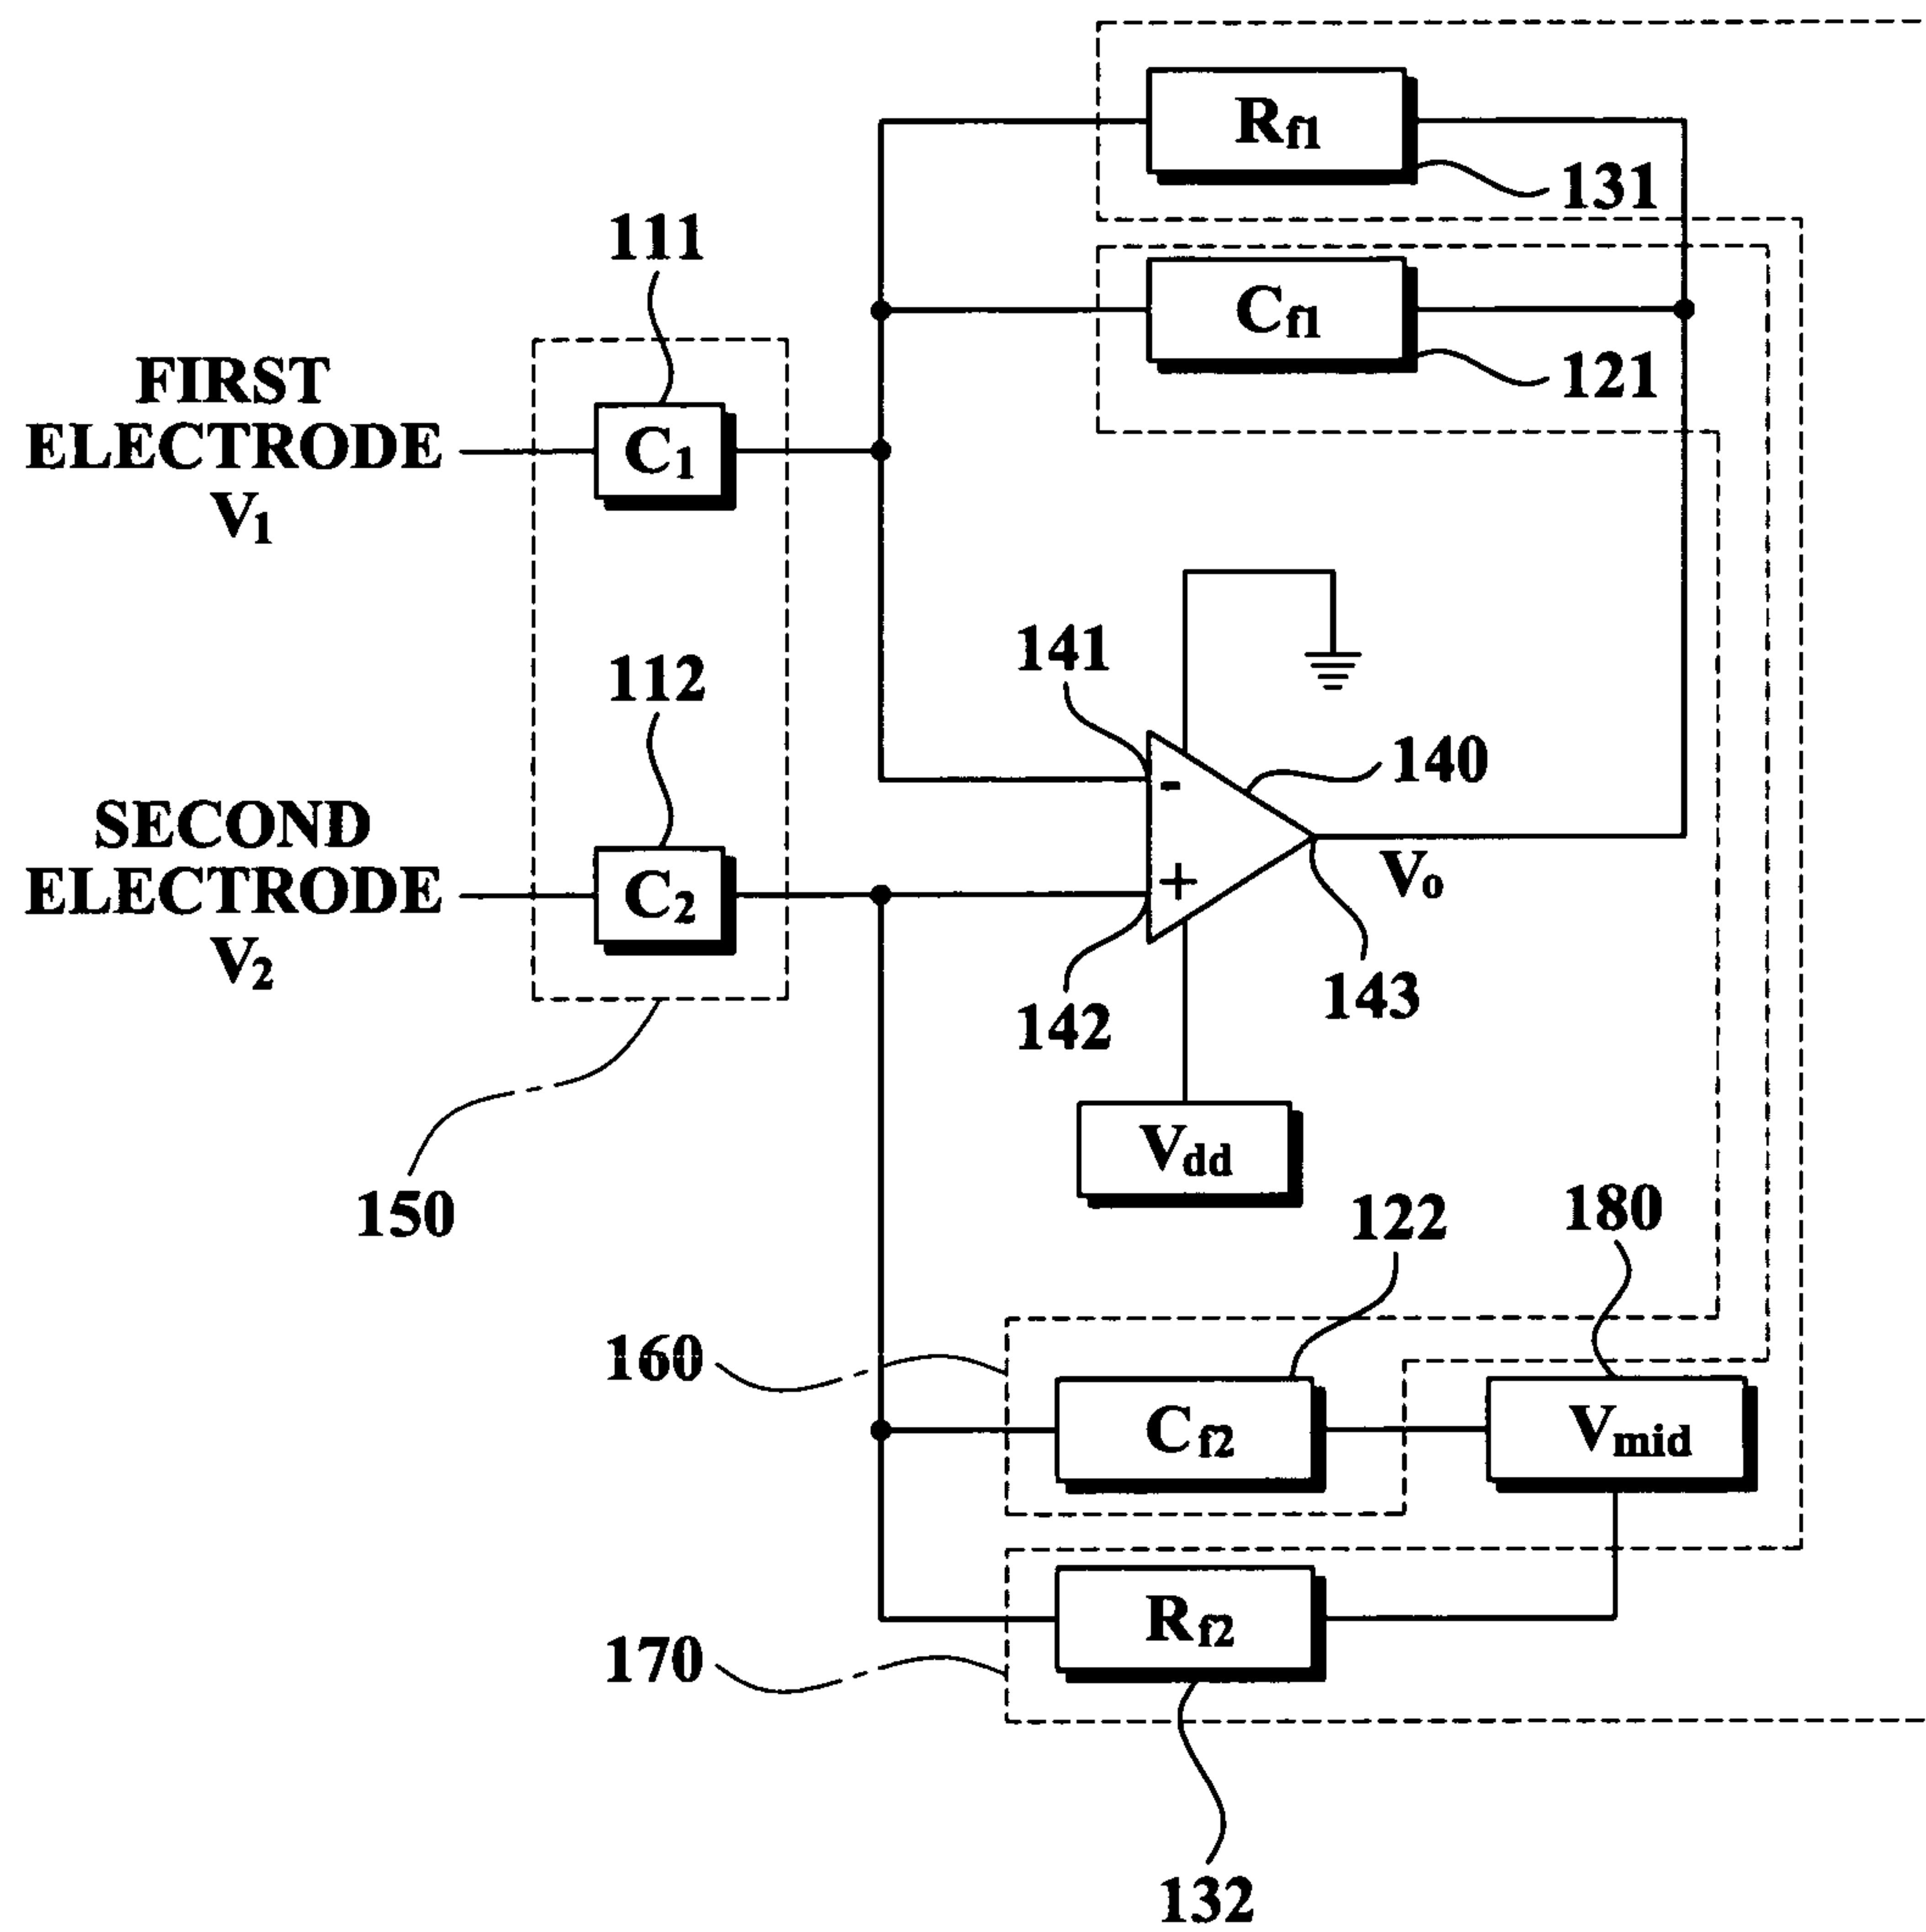 Rf1
131
111
Cf1
121
FIRST
ELECTRODE
V1
C1
141
112
140
-
SECOND
ELECTRODE
V2
C2
+
Vo
142
143
Vdd
150
122
180
160
Cf2
Vmid
Rf2
170
132